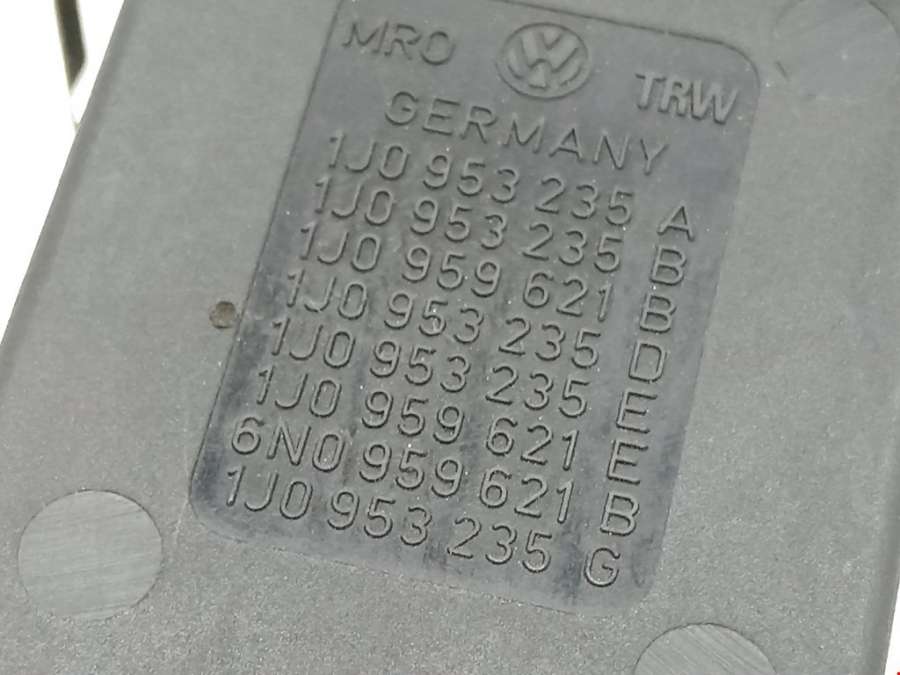 MRO VW TRW
GERMANY
1J0 953 235 A
1J0 953 235 B
1J0 959 621 B
1J0 953 235 D
1J0 953 235 E
1J0 959 621 E
6N0 959 621 B
1J0 953 235 G